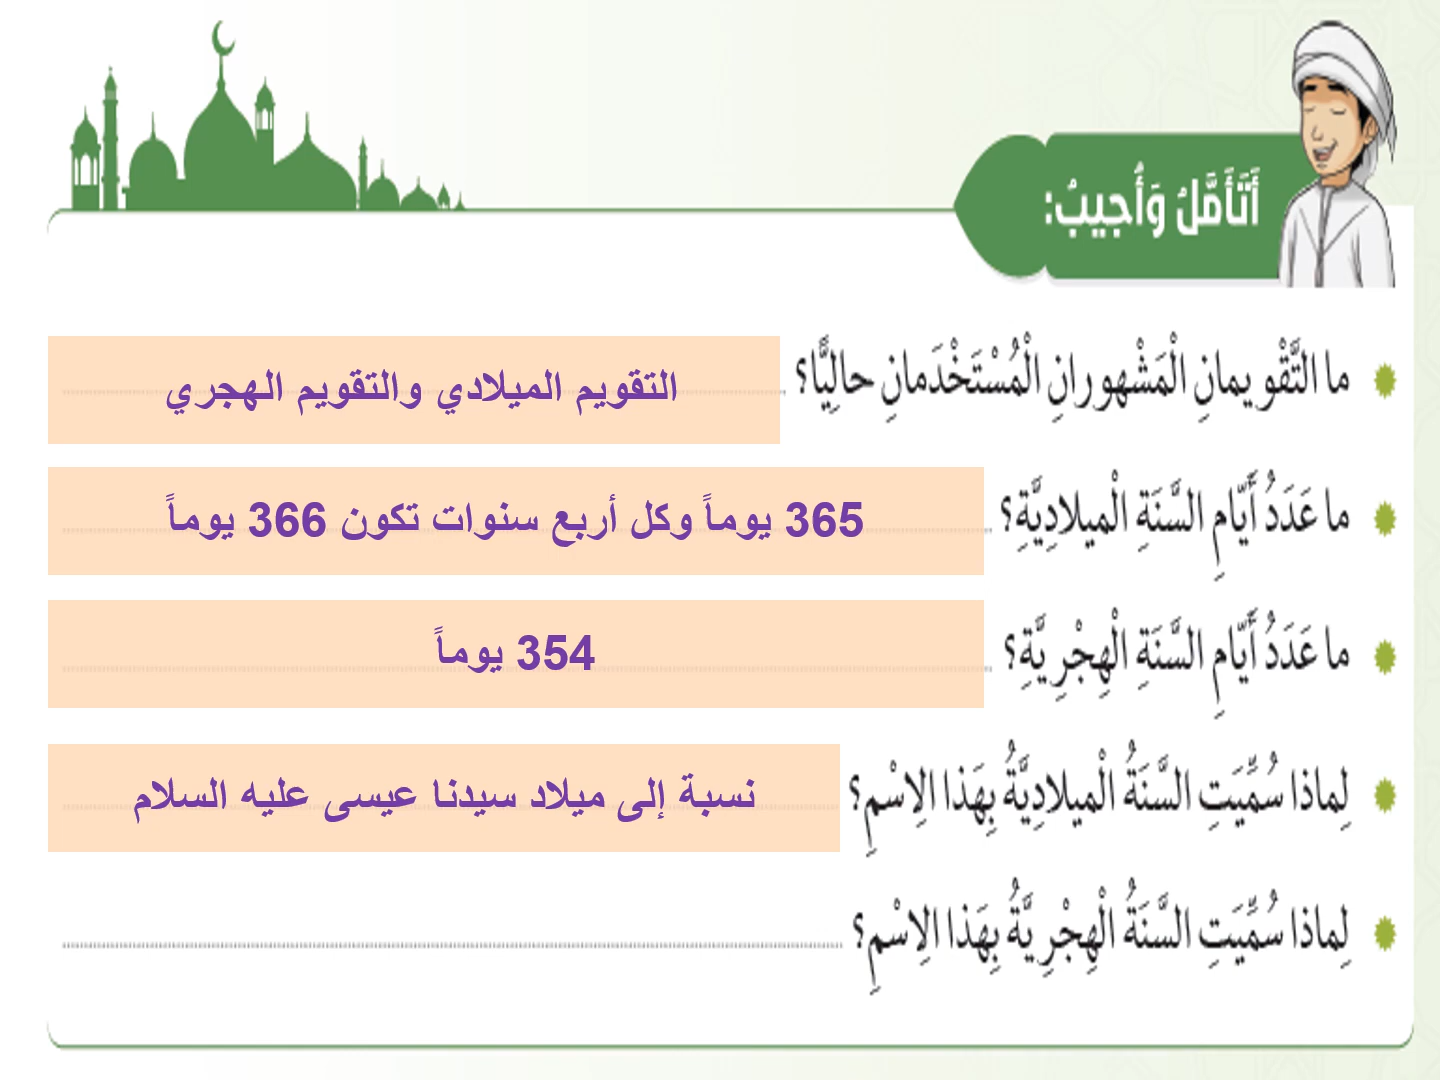 أَتَأَمَّلُ وَأُجيبُ:
ما التَّقْويمانِ الْمَشْهورانِ الْمُسْتَخْدَمانِ حالِيًّا؟ التقويم الميلادي والتقويم الهجري
ما عَدَدُ أَيّامِ السَّنَةِ الْميلادِيَّةِ؟ 365 يوماً وكل أربع سنوات تكون 366 يوماً
ما عَدَدُ أَيّامِ السَّنَةِ الْهِجْرِيَّةِ؟ 354 يوماً
لِماذا سُمِّيَتِ السَّنَةُ الْميلادِيَّةُ بِهَذا الِاسْمِ؟ نسبة إلى ميلاد سيدنا عيسى عليه السلام
لِماذا سُمِّيَتِ السَّنَةُ الْهِجْرِيَّةُ بِهَذا الِاسْمِ؟